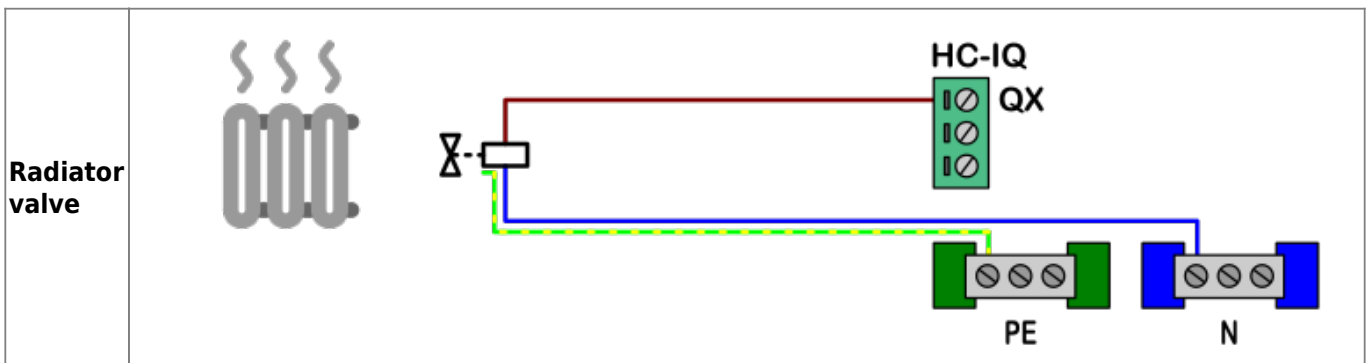 Radiator
valve
HC-IQ
QX
PE
N